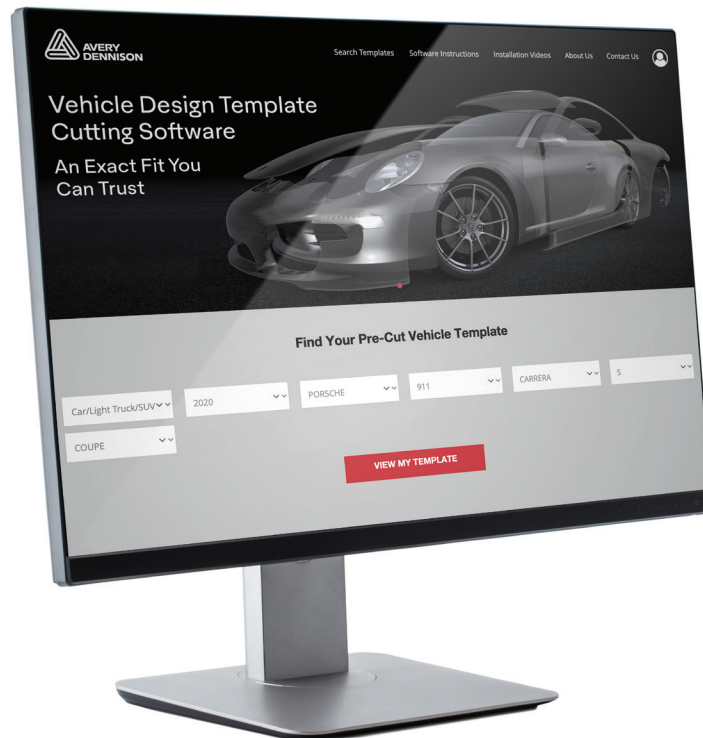 AVERY
DENNISON
Search Templates Software Instructions Installation Videos About Us Contact Us
Vehicle Design Template
Cutting Software
An Exact Fit You
Can Trust
Find Your Pre-Cut Vehicle Template
Car/Light Truck/SUV 2020 PORSCHE 911 CARRERA S
COUPE
VIEW MY TEMPLATE